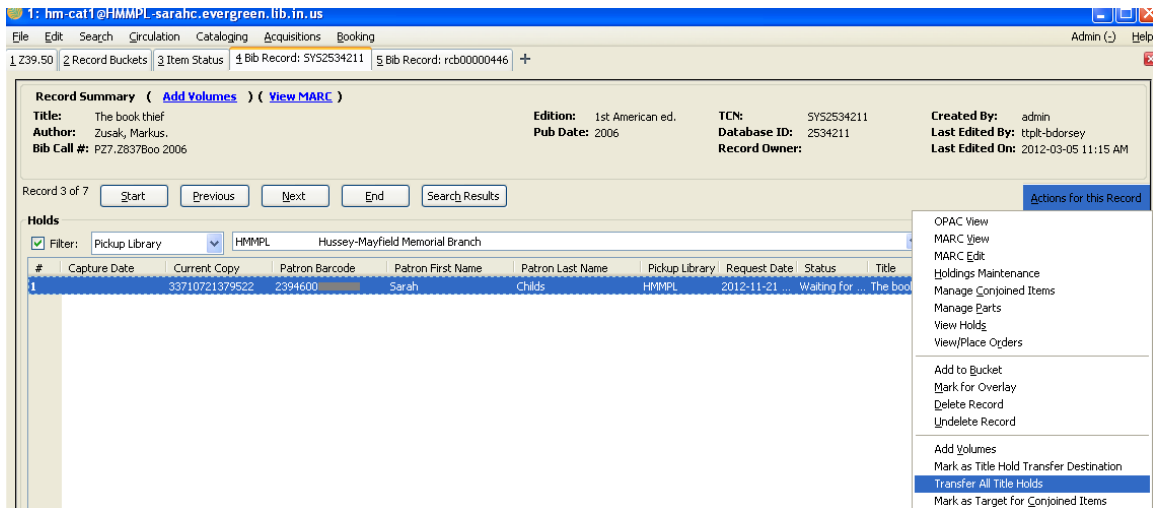 1: hm-cat1@HMMPL-sarahc.evergreen.lib.in.us
File Edit Search Circulation Cataloging Acquisitions Booking Admin (-) Help
1 Z39.50 2 Record Buckets 3 Item Status 4 Bib Record: SYS2534211 5 Bib Record: rcb00000446 +
Record Summary ( Add Volumes ) ( View MARC )
Title: The book thief Edition: 1st American ed. TCN: SYS2534211 Created By: admin
Author: Zusak, Markus. Pub Date: 2006 Database ID: 2534211 Last Edited By: ttplt-bdorsey
Bib Call #: PZ7.Z837Boo 2006 Record Owner: Last Edited On: 2012-03-05 11:15 AM
Record 3 of 7 Start Previous Next End Search Results Actions for this Record
Holds
Filter: Pickup Library HMMPL Hussey-Mayfield Memorial Branch
# Capture Date Current Copy Patron Barcode Patron First Name Patron Last Name Pickup Library Request Date Status Title
1 33710721379522 2394600 Sarah Childs HMMPL 2012-11-21 ... Waiting for ... The book
OPAC View
MARC View
MARC Edit
Holdings Maintenance
Manage Conjoined Items
Manage Parts
View Holds
View/Place Orders
Add to Bucket
Mark for Overlay
Delete Record
Undelete Record
Add Volumes
Mark as Title Hold Transfer Destination
Transfer All Title Holds
Mark as Target for Conjoined Items